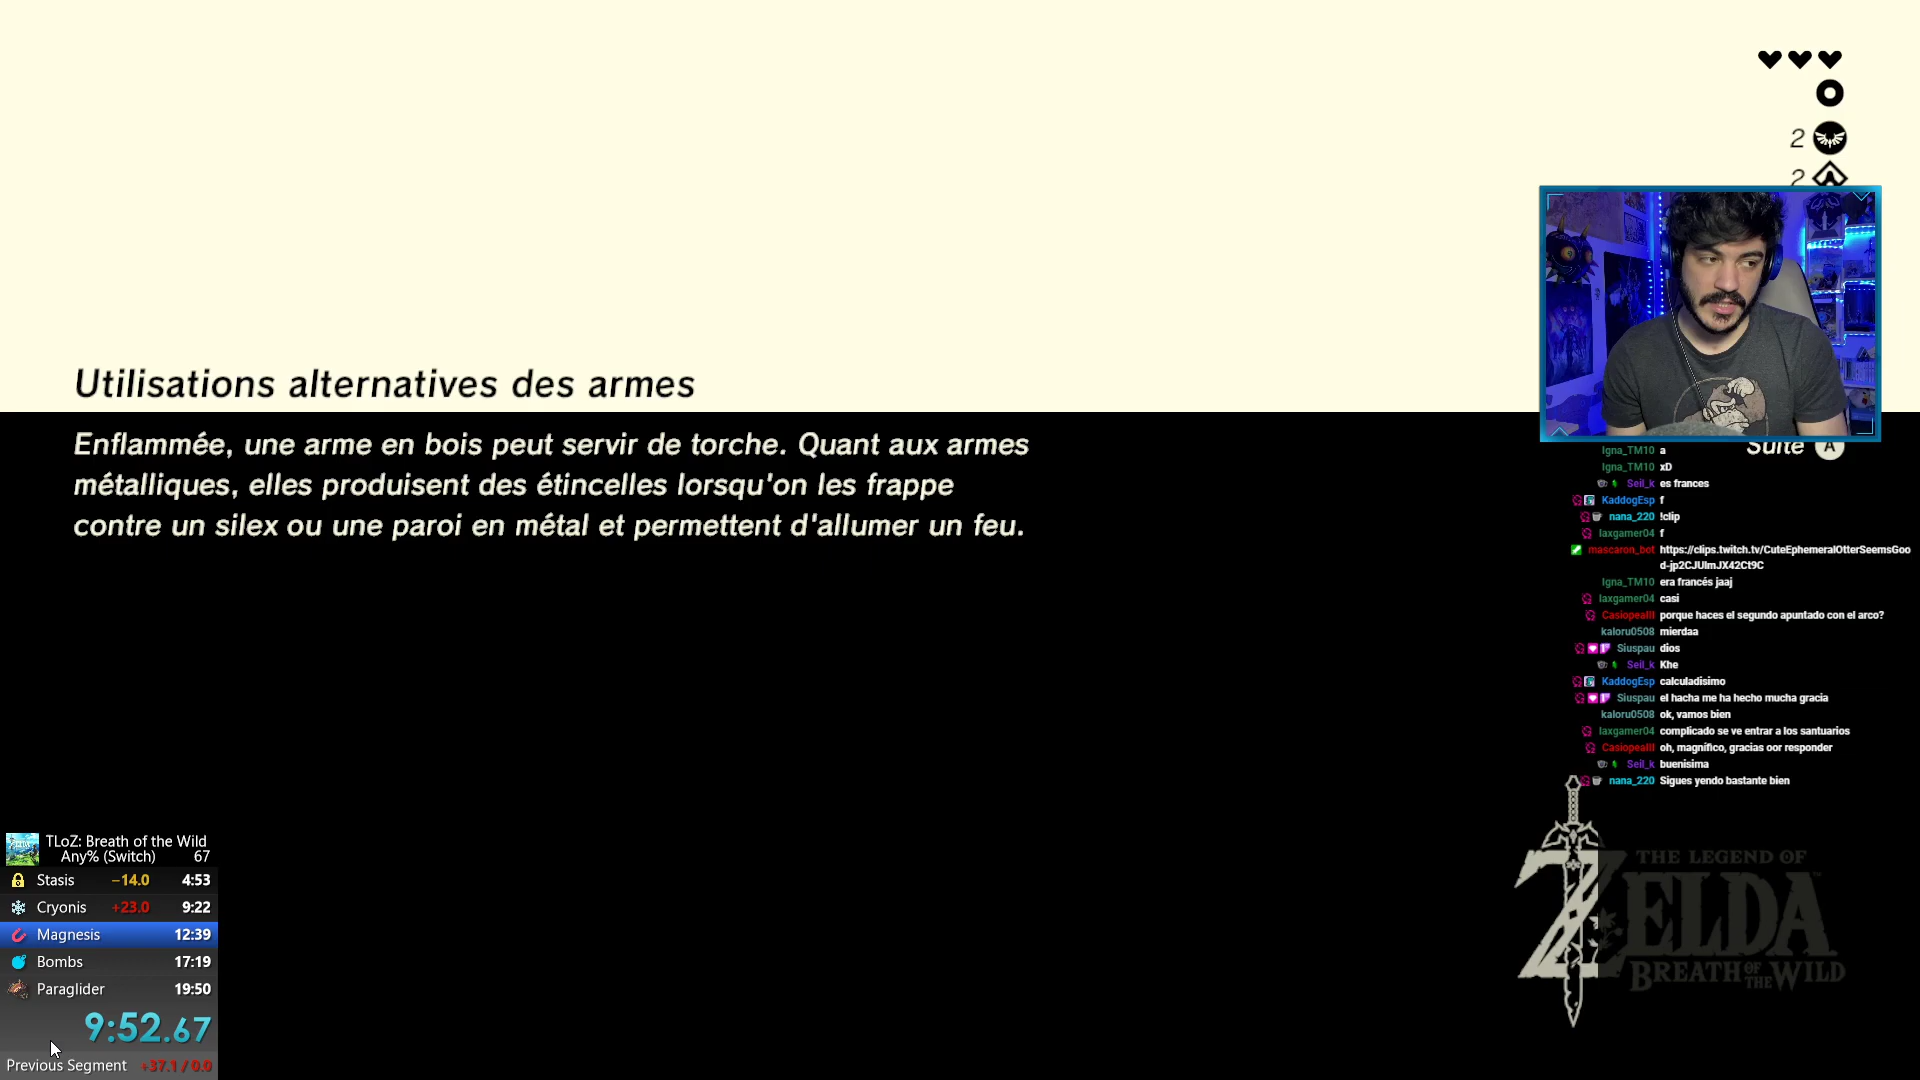 2
2
Utilisations alternatives des armes
Enflammée, une arme en bois peut servir de torche. Quant aux armes
métalliques, elles produisent des étincelles lorsqu'on les frappe
contre un silex ou une paroi en métal et permettent d'allumer un feu.
Suite A
Igna_TM10 a
Igna_TM10 xD
Seil_k es frances
KaddogEsp f
nana_220 !clip
laxgamer04 f
mascaron_bot https://clips.twitch.tv/CuteEphemeralOtterSeemsGoo
d-jp2CJUlmJX42Ct9C
Igna_TM10 era francés jaaj
laxgamer04 casi
Casiopealll porque haces el segundo apuntado con el arco?
kaloru0508 mierdaa
Siuspau dios
Seil_k Khe
KaddogEsp calculadisimo
Siuspau el hacha me ha hecho mucha gracia
kaloru0508 ok, vamos bien
laxgamer04 complicado se ve entrar a los santuarios
Casiopealll oh, magnífico, gracias oor responder
Seil_k buenisima
nana_220 Sigues yendo bastante bien
THE LEGEND OF
ZELDA
BREATH OF THE WILD
TLoZ: Breath of the Wild
Any% (Switch) 67
Stasis −14.0 4:53
Cryonis +23.0 9:22
Magnesis 12:39
Bombs 17:19
Paraglider 19:50
9:52.67
Previous Segment +37.1 / 0.0